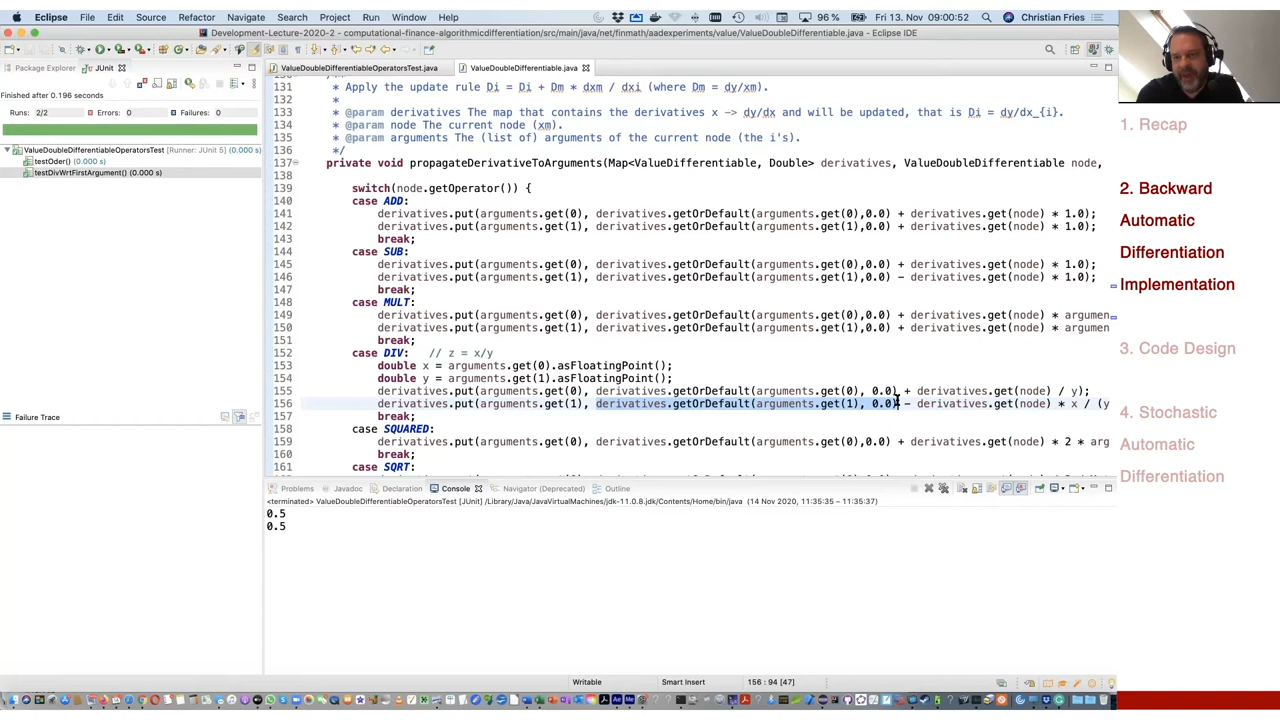 Eclipse File Edit Source Refactor Navigate Search Project Run Window Help 96 % Fri 13. Nov 09:00:52 Christian Fries
Development-Lecture-2020-2 - computational-finance-algorithmicdifferentiation/src/main/java/net/finmath/aadexperiments/value/ValueDoubleDifferentiable.java - Eclipse IDE
Package Explorer JUnit
Finished after 0.196 seconds
Runs: 2/2 Errors: 0 Failures: 0
ValueDoubleDifferentiableOperatorsTest [Runner: JUnit 5] (0.000 s)
testOder() (0.000 s)
testDivWrtFirstArgument() (0.000 s)
Failure Trace
ValueDoubleDifferentiableOperatorsTest.java ValueDoubleDifferentiable.java
131 * Apply the update rule Di = Di + Dm * dxm / dxi (where Dm = dy/xm).
132 *
133 * @param derivatives The map that contains the derivatives x -> dy/dx and will be updated, that is Di = dy/dx_{i}.
134 * @param node The current node (xm).
135 * @param arguments The (list of) arguments of the current node (the i's).
136 */
137 private void propagateDerivativeToArguments(Map<ValueDifferentiable, Double> derivatives, ValueDoubleDifferentiable node,
138
139 switch(node.getOperator()) {
140 case ADD:
141 derivatives.put(arguments.get(0), derivatives.getOrDefault(arguments.get(0),0.0) + derivatives.get(node) * 1.0);
142 derivatives.put(arguments.get(1), derivatives.getOrDefault(arguments.get(1),0.0) + derivatives.get(node) * 1.0);
143 break;
144 case SUB:
145 derivatives.put(arguments.get(0), derivatives.getOrDefault(arguments.get(0),0.0) + derivatives.get(node) * 1.0);
146 derivatives.put(arguments.get(1), derivatives.getOrDefault(arguments.get(1),0.0) - derivatives.get(node) * 1.0);
147 break;
148 case MULT:
149 derivatives.put(arguments.get(0), derivatives.getOrDefault(arguments.get(0),0.0) + derivatives.get(node) * argumen
150 derivatives.put(arguments.get(1), derivatives.getOrDefault(arguments.get(1),0.0) + derivatives.get(node) * argumen
151 break;
152 case DIV: // z = x/y
153 double x = arguments.get(0).asFloatingPoint();
154 double y = arguments.get(1).asFloatingPoint();
155 derivatives.put(arguments.get(0), derivatives.getOrDefault(arguments.get(0), 0.0) + derivatives.get(node) / y);
156 derivatives.put(arguments.get(1), derivatives.getOrDefault(arguments.get(1), 0.0) - derivatives.get(node) * x / (y
157 break;
158 case SQUARED:
159 derivatives.put(arguments.get(0), derivatives.getOrDefault(arguments.get(0),0.0) + derivatives.get(node) * 2 * arg
160 break;
161 case SQRT:
Problems Javadoc Declaration Console Navigator (Deprecated) Outline
<terminated> ValueDoubleDifferentiableOperatorsTest [JUnit] /Library/Java/JavaVirtualMachines/jdk-11.0.8.jdk/Contents/Home/bin/java (14 Nov 2020, 11:35:35 – 11:35:37)
0.5
0.5
Writable Smart Insert 156 : 94 [47]
1. Recap
2. Backward
Automatic
Differentiation
Implementation
3. Code Design
4. Stochastic
Automatic
Differentiation